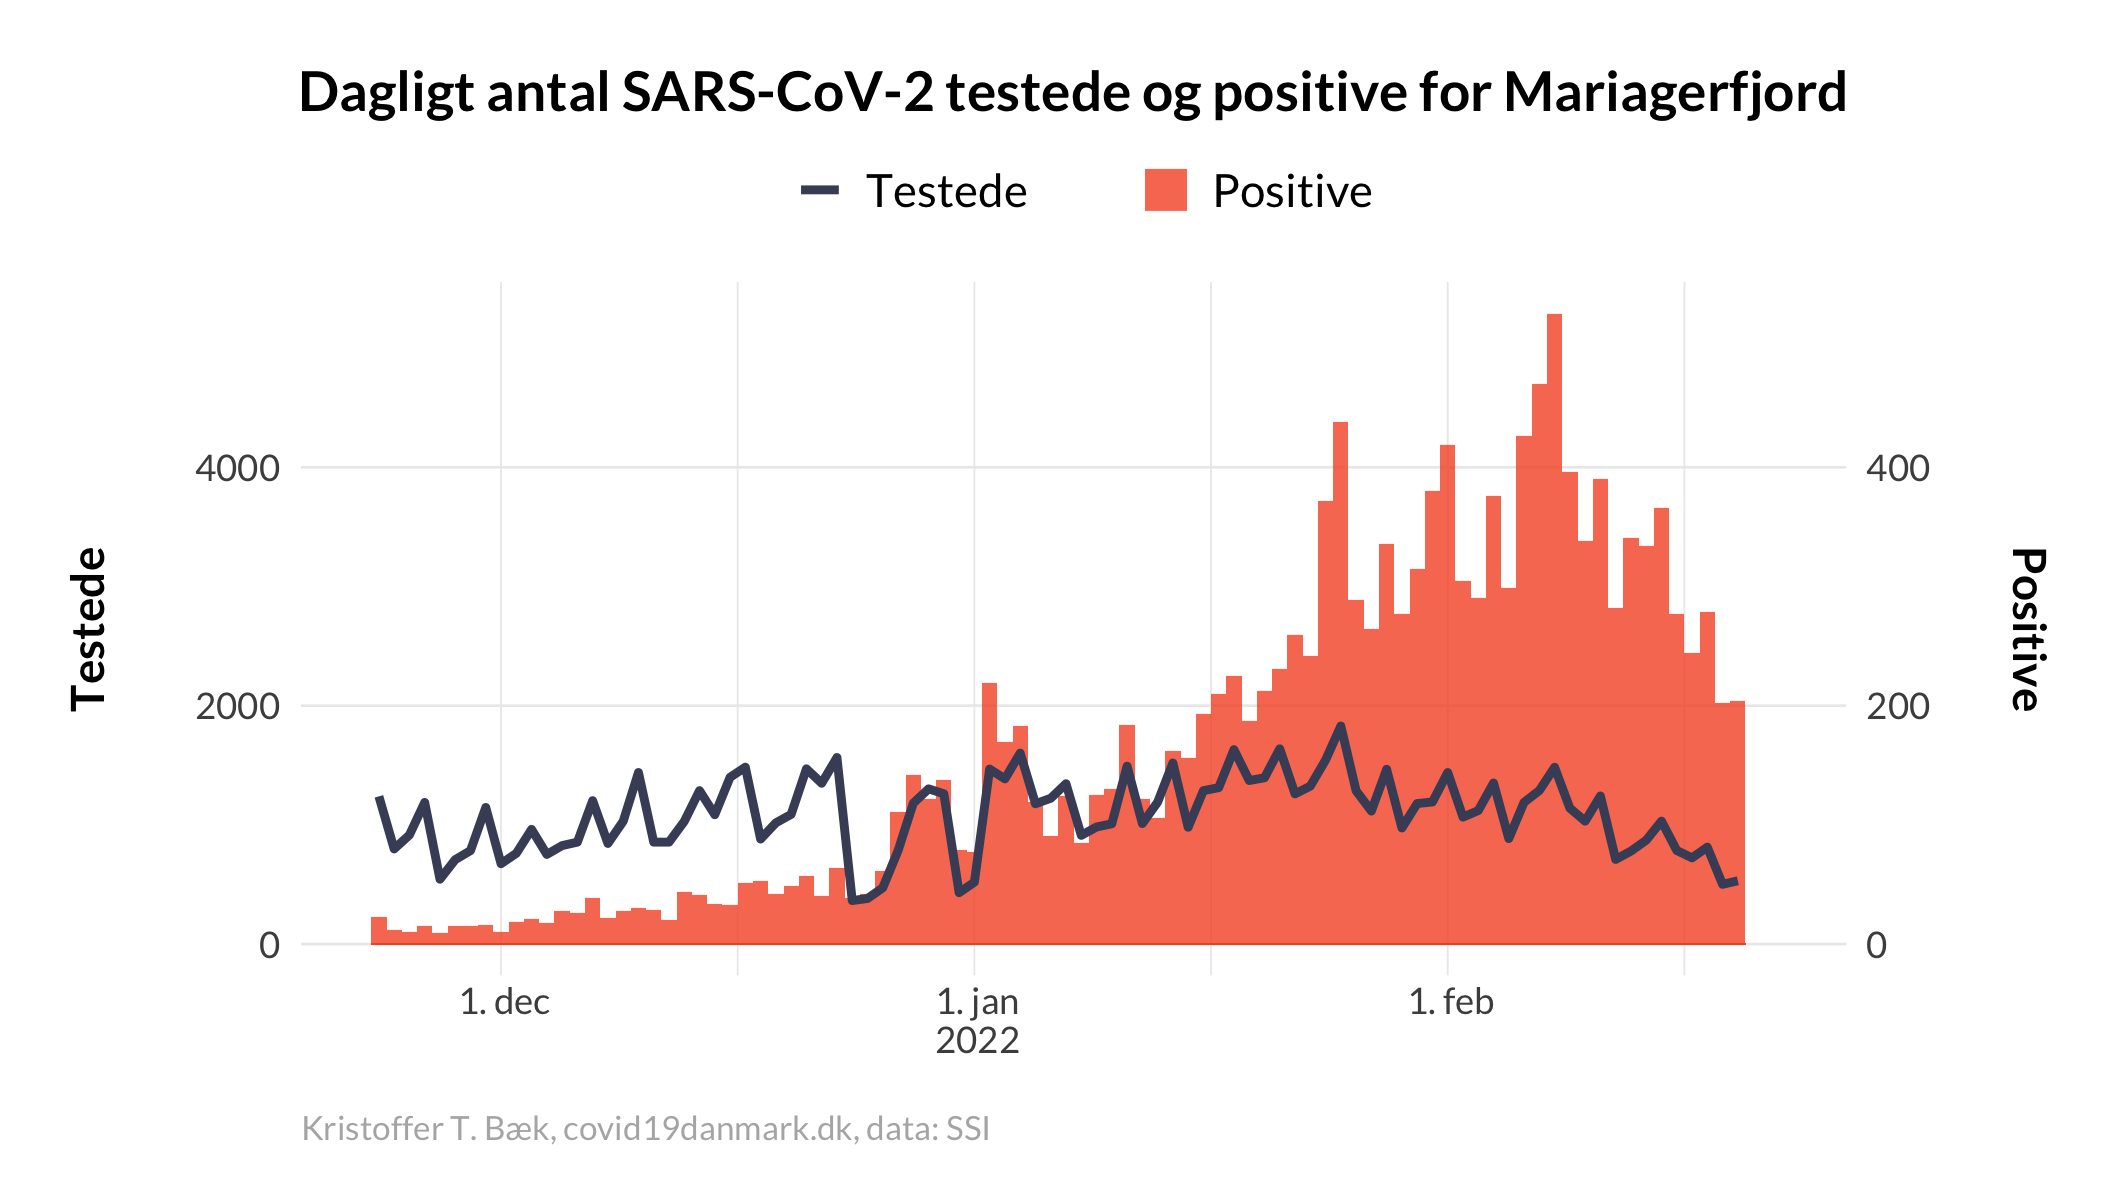 Dagligt antal SARS-CoV-2 testede og positive for Mariagerfjord
Testede
Positive
4000
2000
0
Testede
400
200
0
Positive
1. dec
1. jan
2022
1. feb
Kristoffer T. Bæk, covid19danmark.dk, data: SSI